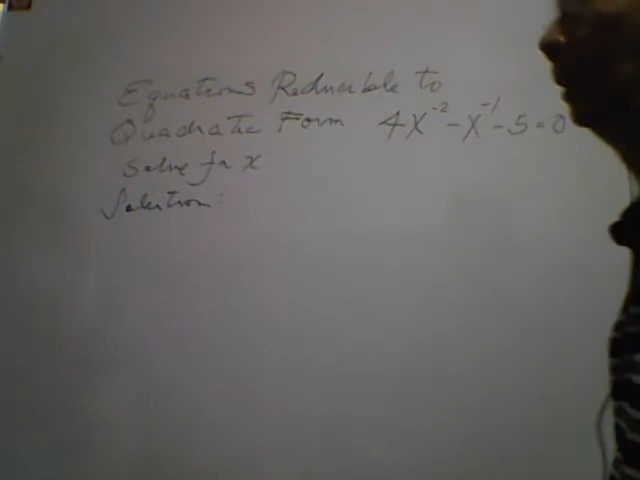 Equations Reducible to
Quadratic Form 4x⁻² - x⁻¹ - 5 = 0
Solve for x
Solution: